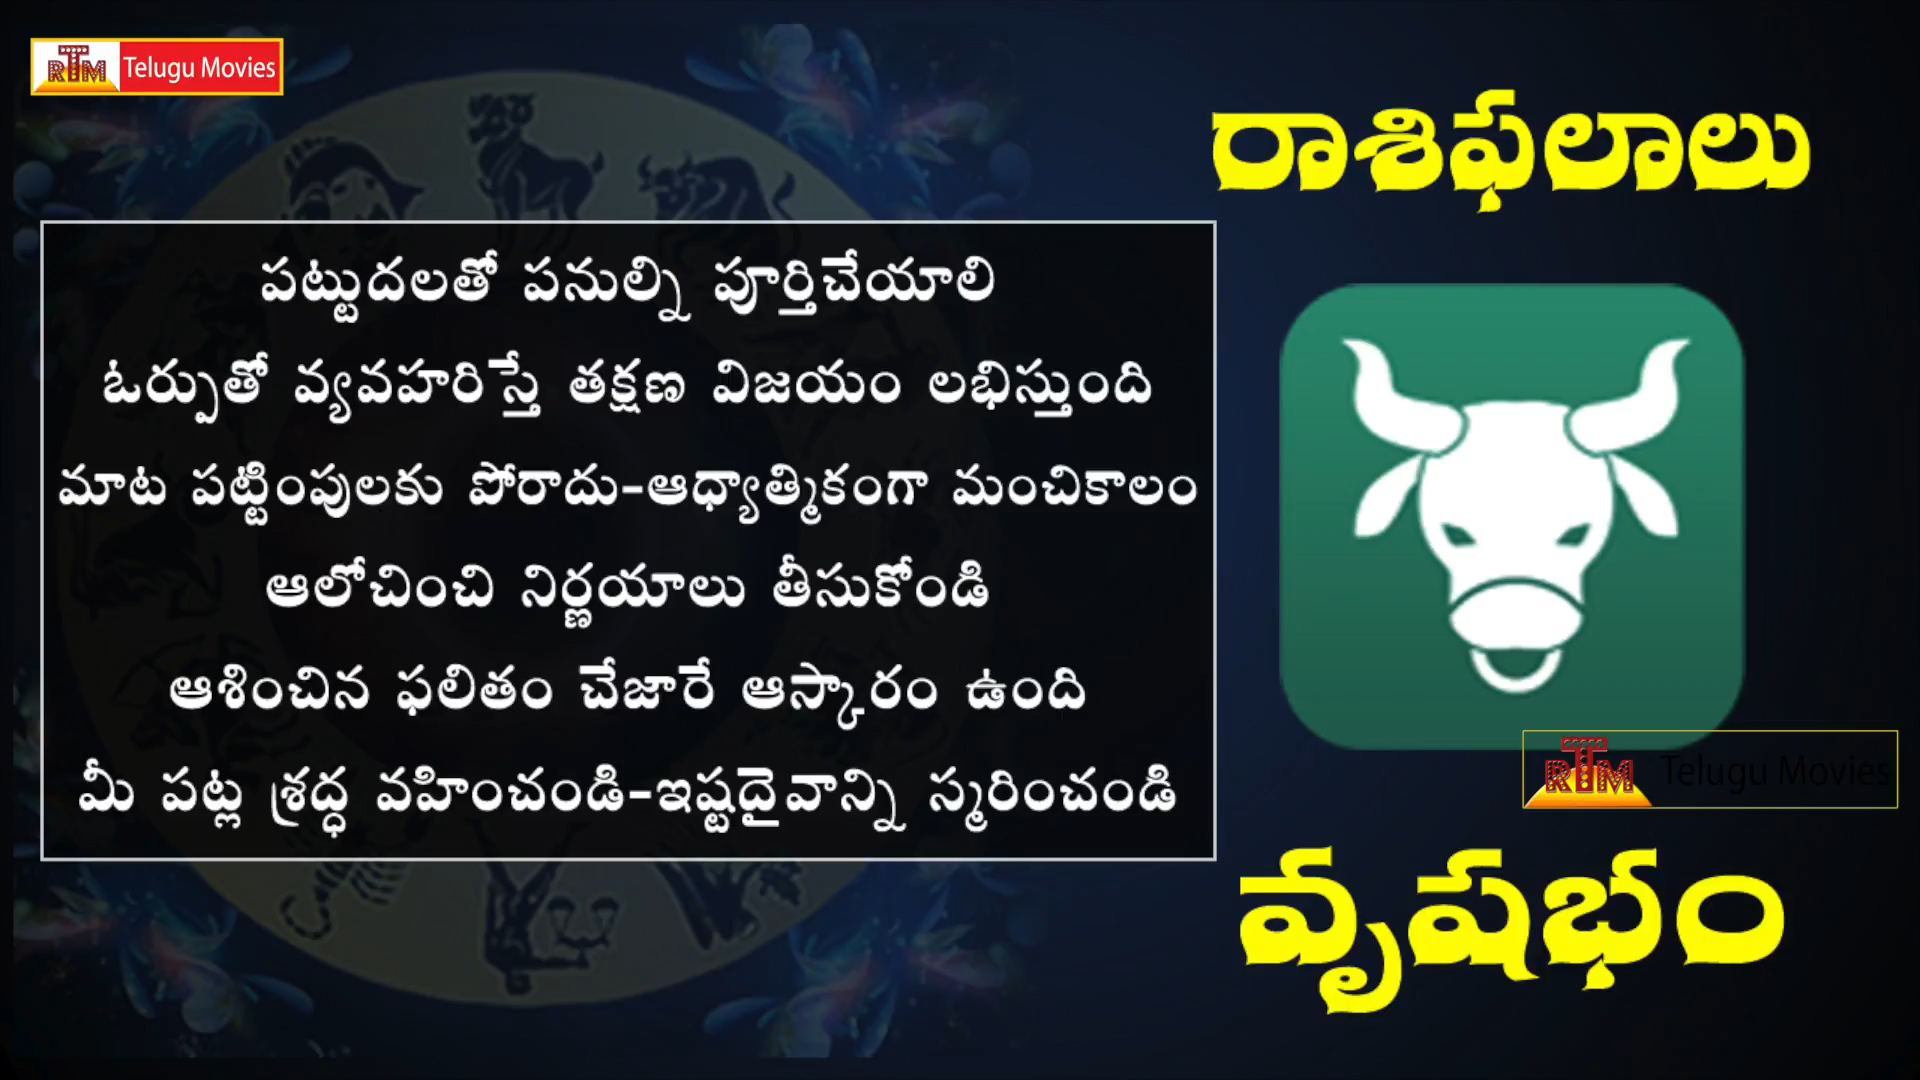 RTM Telugu Movies
రాశిఫలాలు
పట్టుదలతో పనుల్ని పూర్తిచేయాలి
ఓర్పుతో వ్యవహరిస్తే తక్షణ విజయం లభిస్తుంది
మాట పట్టింపులకు పోరాదు-ఆధ్యాత్మికంగా మంచికాలం
ఆలోచించి నిర్ణయాలు తీసుకోండి
ఆశించిన ఫలితం చేజారే ఆస్కారం ఉంది
మీ పట్ల శ్రద్ధ వహించండి-ఇష్టదైవాన్ని స్మరించండి
RTM Telugu Movies
వృషభం